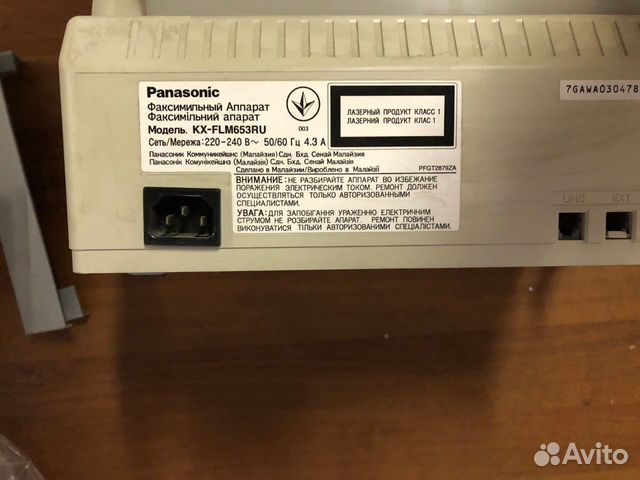 Panasonic
Факсимильный Аппарат
Факсимільний апарат
Модель KX-FLM653RU
003
Сеть/Мережа:220-240 В~ 50/60 Гц 4.3 А
Панасоник Коммуникейшнс (Малайзия) Сдн. Бхд. Сенай Малайзия
Панасонік Комунікейшнс (Малайзія) Сдн. Бхд. Сенай Малайзія
Сделано в Малайзии/Вироблено в Малайзії
PFGT2879ZA
ЛАЗЕРНЫЙ ПРОДУКТ КЛАСС 1
ЛАЗЕРНИЙ ПРОДУКТ КЛАС 1
7GAWA030478
ВНИМАНИЕ: НЕ РАЗБИРАЙТЕ АППАРАТ ВО ИЗБЕЖАНИЕ
ПОРАЖЕНИЯ ЭЛЕКТРИЧЕСКИМ ТОКОМ. РЕМОНТ ДОЛЖЕН
ОСУЩЕСТВЛЯТЬСЯ ТОЛЬКО АВТОРИЗОВАННЫМИ
СПЕЦИАЛИСТАМИ.
УВАГА: ДЛЯ ЗАПОБІГАННЯ УРАЖЕННЮ ЕЛЕКТРИЧНИМ
СТРУМОМ НЕ РОЗБИРАЙТЕ АПАРАТ. РЕМОНТ ПОВИНЕН
ВИКОНУВАТИСЯ ТІЛЬКИ АВТОРИЗОВАНИМИ СПЕЦІАЛІСТАМИ.
LINE
EXT
Avito